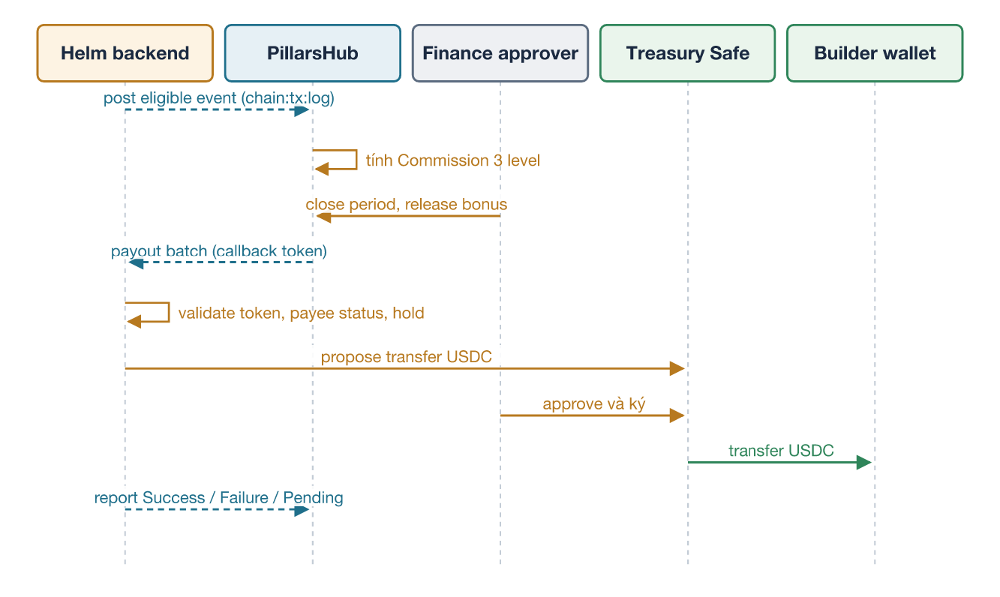 Helm backend
PillarsHub
Finance approver
Treasury Safe
Builder wallet
post eligible event (chain:tx:log)
tính Commission 3 level
close period, release bonus
payout batch (callback token)
validate token, payee status, hold
propose transfer USDC
approve và ký
transfer USDC
report Success / Failure / Pending